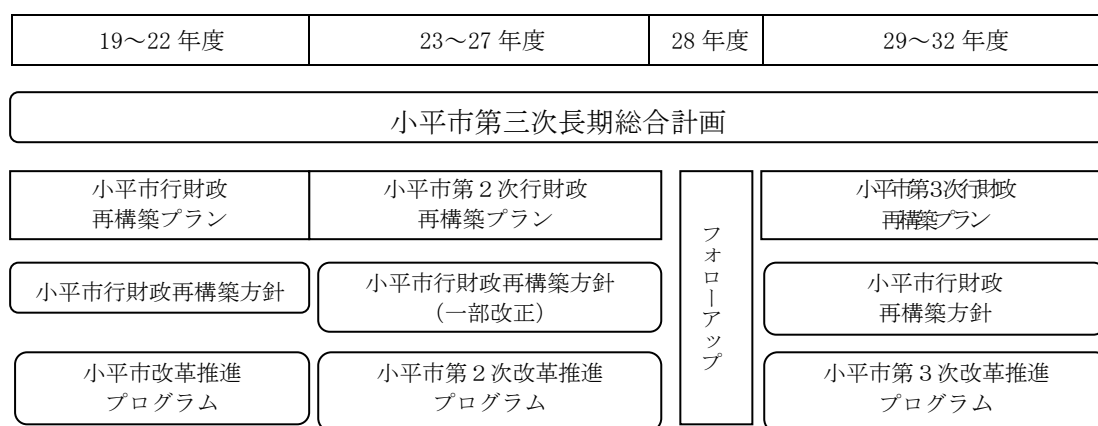 19～22 年度
23～27 年度
28 年度
29～32 年度
小平市第三次長期総合計画
小平市行財政
再構築プラン
小平市第２次行財政
再構築プラン
フォローアップ
小平市第３次行財政
再構築プラン
小平市行財政再構築方針
小平市行財政再構築方針
（一部改正）
小平市行財政
再構築方針
小平市改革推進
プログラム
小平市第２次改革推進
プログラム
小平市第３次改革推進
プログラム